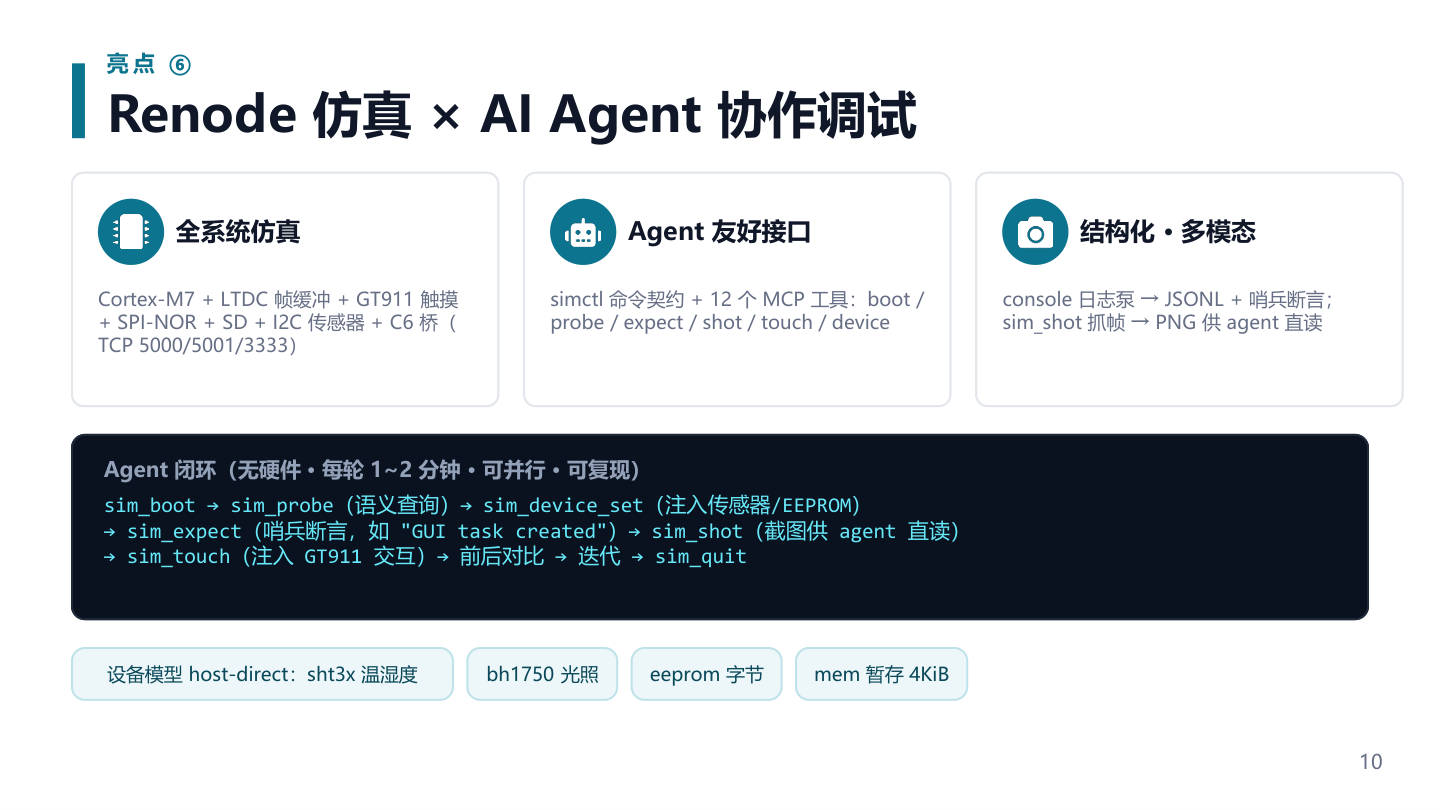 亮点 ⑥
Renode 仿真 × AI Agent 协作调试
全系统仿真
Cortex-M7 + LTDC 帧缓冲 + GT911 触摸
+ SPI-NOR + SD + I2C 传感器 + C6 桥（
TCP 5000/5001/3333）
Agent 友好接口
simctl 命令契约 + 12 个 MCP 工具：boot /
probe / expect / shot / touch / device
结构化·多模态
console 日志泵 → JSONL + 哨兵断言；
sim_shot 抓帧 → PNG 供 agent 直读
Agent 闭环（无硬件·每轮 1~2 分钟·可并行·可复现）
sim_boot → sim_probe（语义查询）→ sim_device_set（注入传感器/EEPROM）
→ sim_expect（哨兵断言，如 "GUI task created"）→ sim_shot（截图供 agent 直读）
→ sim_touch（注入 GT911 交互）→ 前后对比 → 迭代 → sim_quit
设备模型 host-direct：sht3x 温湿度
bh1750 光照
eeprom 字节
mem 暂存 4KiB
10